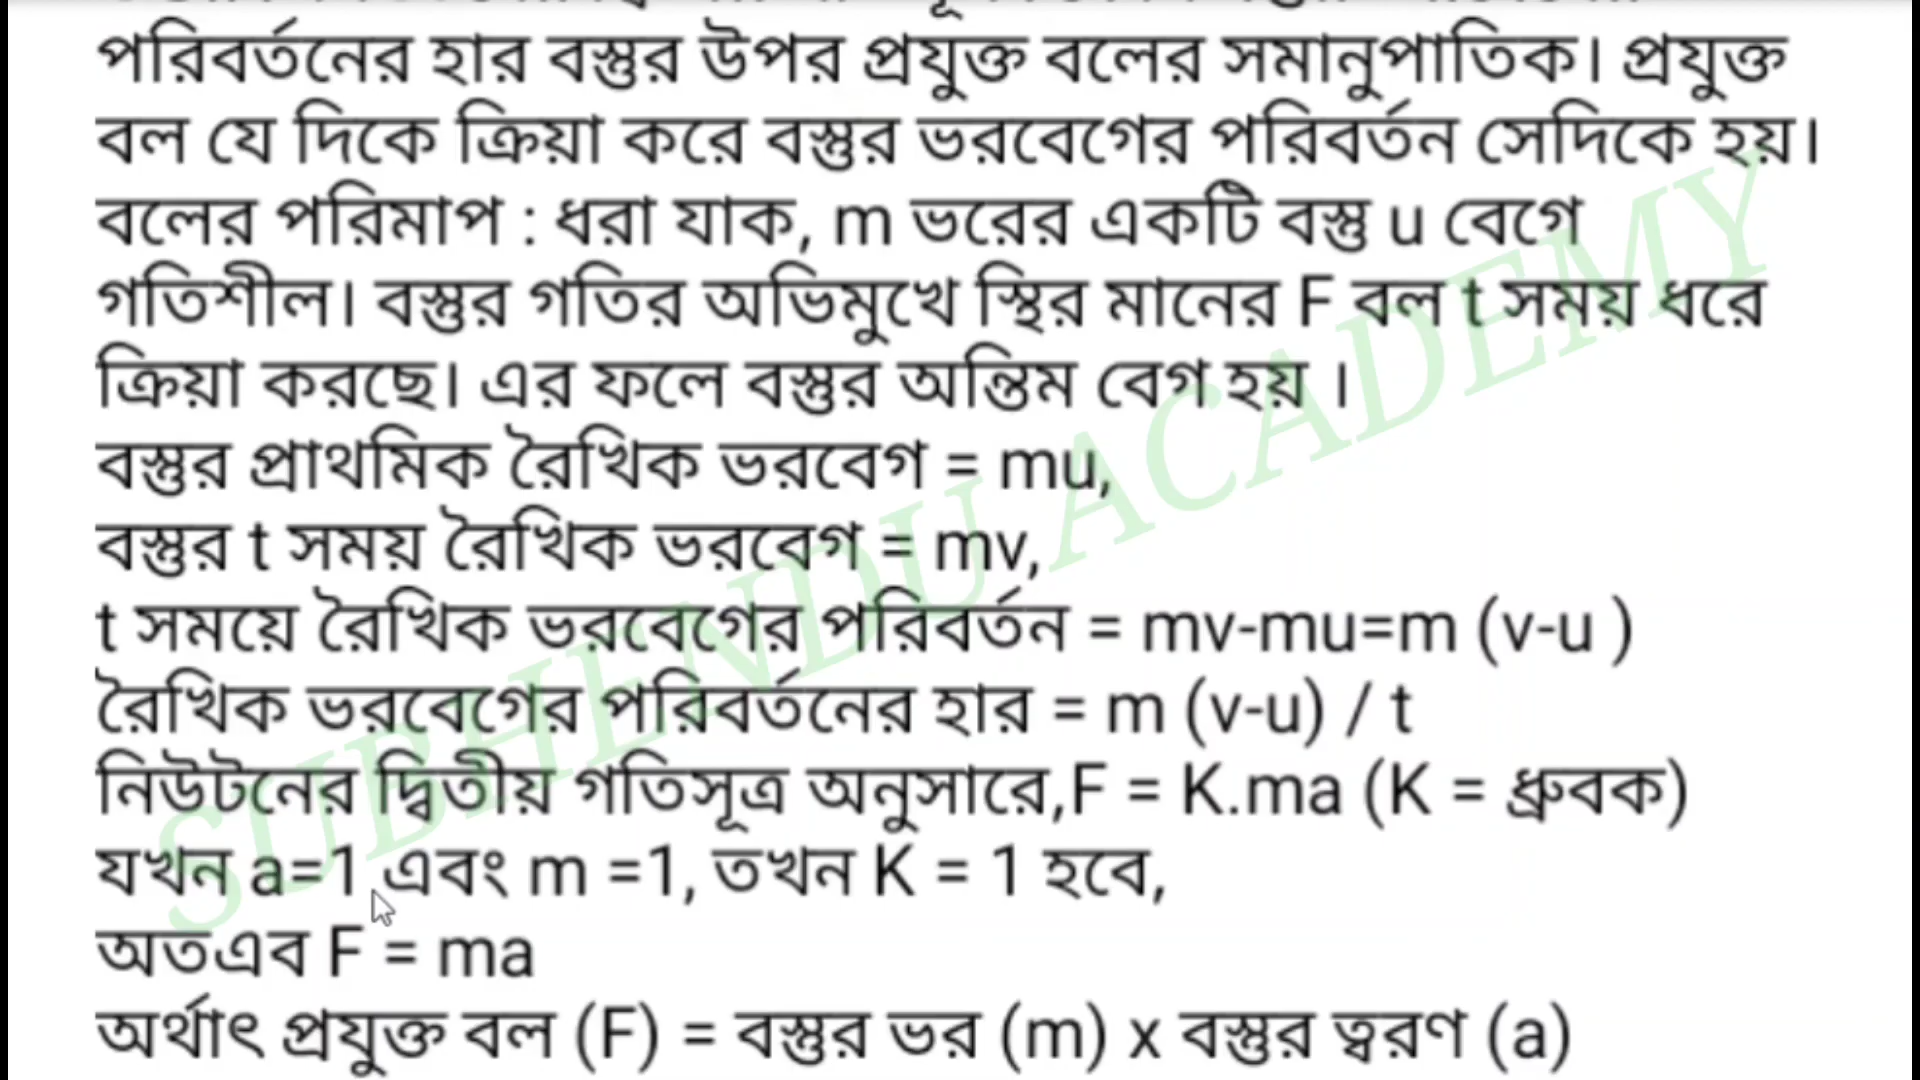 পরিবর্তনের হার বস্তুর উপর প্রযুক্ত বলের সমানুপাতিক। প্রযুক্ত
বল যে দিকে ক্রিয়া করে বস্তুর ভরবেগের পরিবর্তন সেদিকে হয়।
বলের পরিমাপ : ধরা যাক, m ভরের একটি বস্তু u বেগে
গতিশীল। বস্তুর গতির অভিমুখে স্থির মানের F বল t সময় ধরে
ক্রিয়া করছে। এর ফলে বস্তুর অন্তিম বেগ হয় ।
বস্তুর প্রাথমিক রৈখিক ভরবেগ = mu,
বস্তুর t সময় রৈখিক ভরবেগ = mv,
t সময়ে রৈখিক ভরবেগের পরিবর্তন = mv-mu=m (v-u )
রৈখিক ভরবেগের পরিবর্তনের হার = m (v-u) / t
নিউটনের দ্বিতীয় গতিসূত্র অনুসারে,F = K.ma (K = ধ্রুবক)
যখন a=1 এবং m =1, তখন K = 1 হবে,
অতএব F = ma
অর্থাৎ প্রযুক্ত বল (F) = বস্তুর ভর (m) x বস্তুর ত্বরণ (a)
SUBHENDU ACADEMY